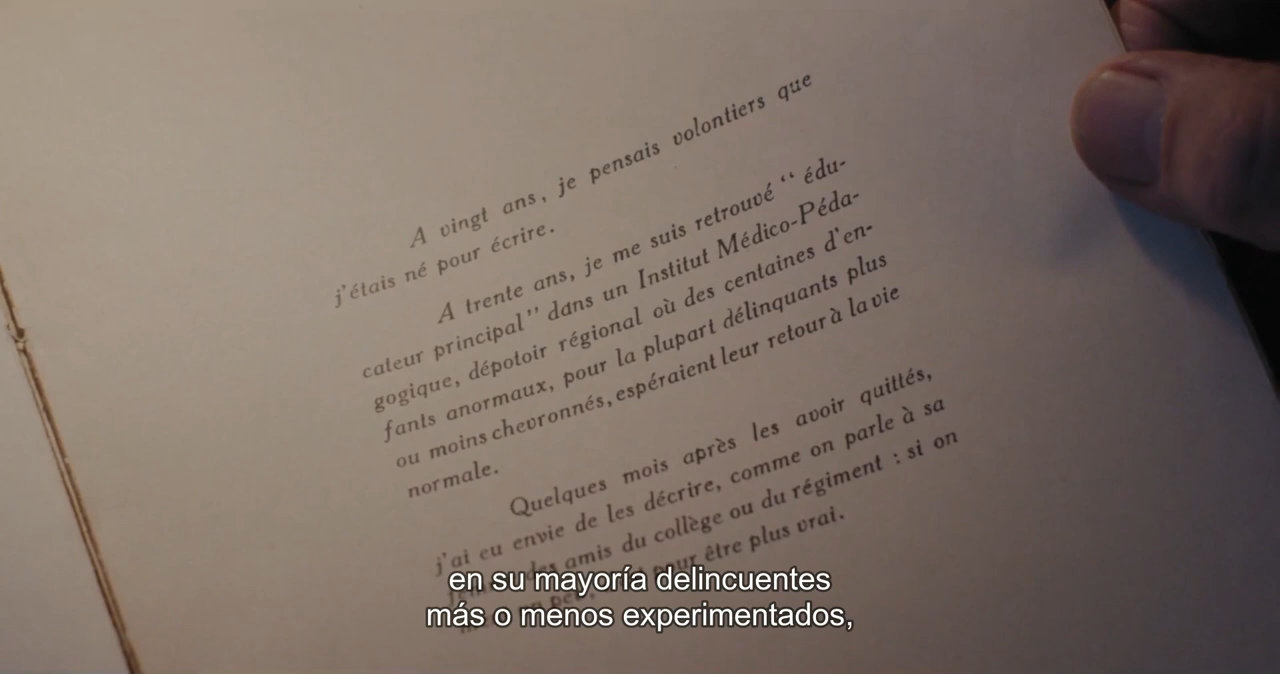 A vingt ans, je pensais volontiers que
j'étais né pour écrire.
A trente ans, je me suis retrouvé “ édu-
cateur principal” dans un Institut Médico-Péda-
gogique, dépotoir régional où des centaines d'en-
fants anormaux, pour la plupart délinquants plus
ou moins chevronnés, espéraient leur retour à la vie
normale.
Quelques mois après les avoir quittés,
j'ai eu envie de les décrire, comme on parle à sa
des amis du collège ou du régiment : si on
pour être plus vrai.
en su mayoría delincuentes
más o menos experimentados,